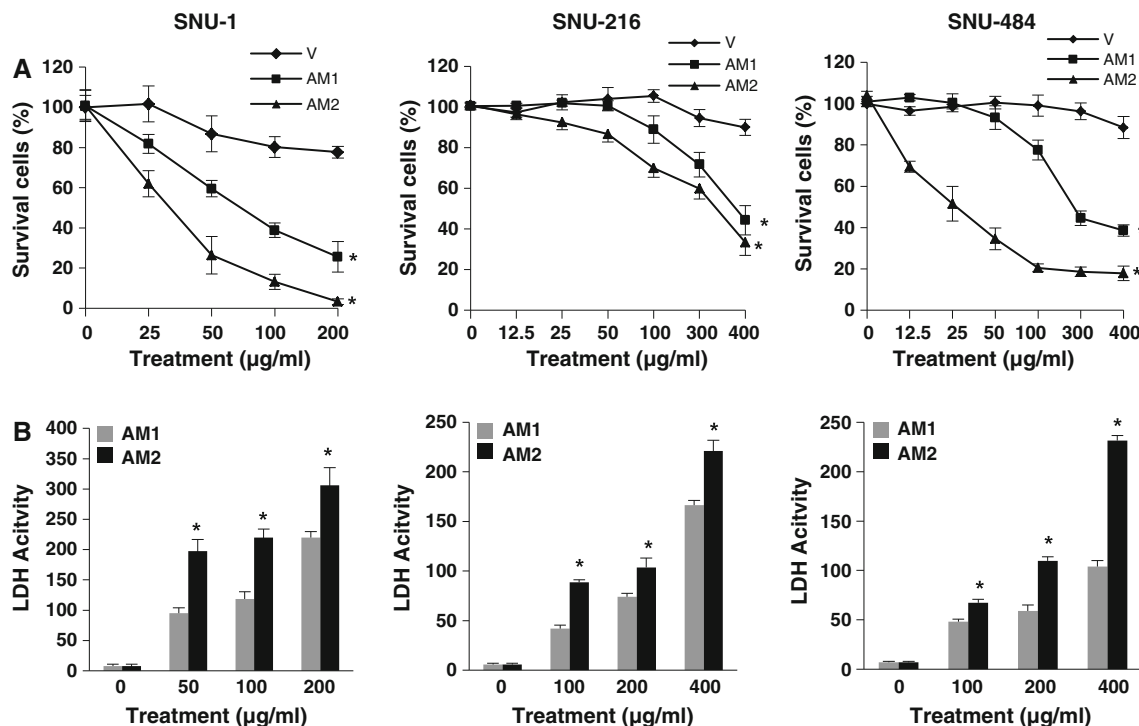 SNU-1
SNU-216
SNU-484
A
V
AM1
AM2
Survival cells (%)
120
100
80
60
40
20
0
*
*
0 25 50 100 200
Treatment (µg/ml)
V
AM1
AM2
Survival cells (%)
120
100
80
60
40
20
0
*
*
0 12.5 25 50 100 300 400
Treatment (µg/ml)
V
AM1
AM2
Survival cells (%)
120
100
80
60
40
20
0
*
0 12.5 25 50 100 300 400
Treatment (µg/ml)
B
AM1
AM2
LDH Acitvity
400
350
300
250
200
150
100
50
0
* * *
0 50 100 200
Treatment (µg/ml)
AM1
AM2
LDH Acitvity
250
200
150
100
50
0
* * *
0 100 200 400
Treatment (µg/ml)
AM1
AM2
LDH Acitvity
250
200
150
100
50
0
* * *
0 100 200 400
Treatment (µg/ml)